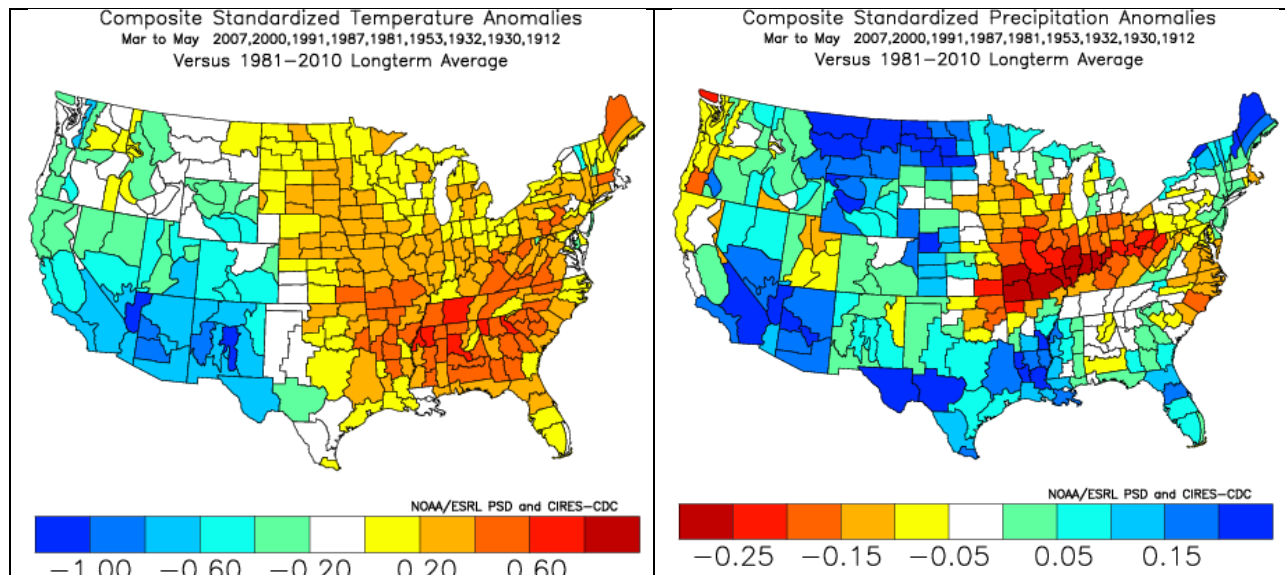 Composite Standardized Temperature Anomalies
Mar to May 2007,2000,1991,1987,1981,1953,1932,1930,1912
Versus 1981−2010 Longterm Average
NOAA/ESRL PSD and CIRES−CDC
−1.00 −0.60 −0.20 0.20 0.60
Composite Standardized Precipitation Anomalies
Mar to May 2007,2000,1991,1987,1981,1953,1932,1930,1912
Versus 1981−2010 Longterm Average
NOAA/ESRL PSD and CIRES−CDC
−0.25 −0.15 −0.05 0.05 0.15